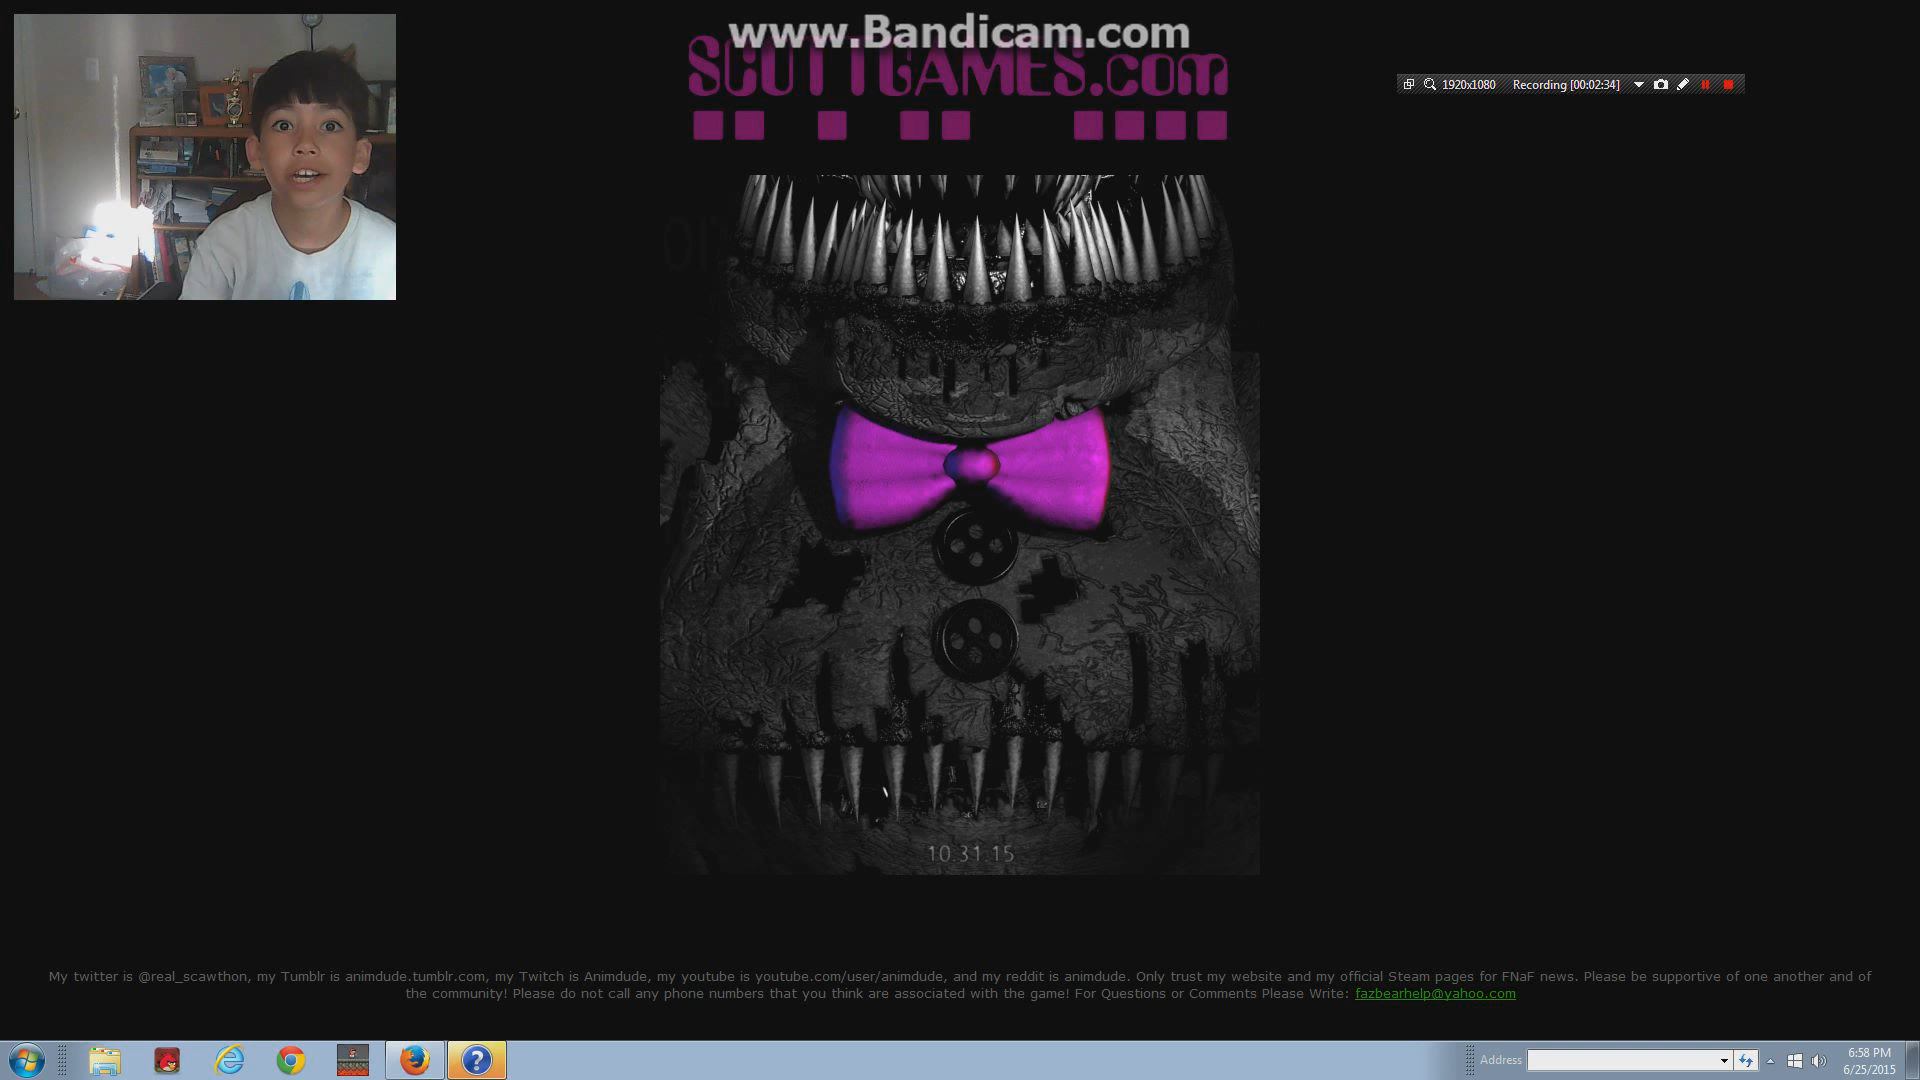 www.Bandicam.com
SCOTTGAMES.com
1920x1080 Recording [00:02:34]
10.31.15
My twitter is @real_scawthon, my Tumblr is animdude.tumblr.com, my Twitch is Animdude, my youtube is youtube.com/user/animdude, and my reddit is animdude. Only trust my website and my official Steam pages for FNaF news. Please be supportive of one another and of
the community! Please do not call any phone numbers that you think are associated with the game! For Questions or Comments Please Write: fazbearhelp@yahoo.com
Address
6:58 PM
6/25/2015